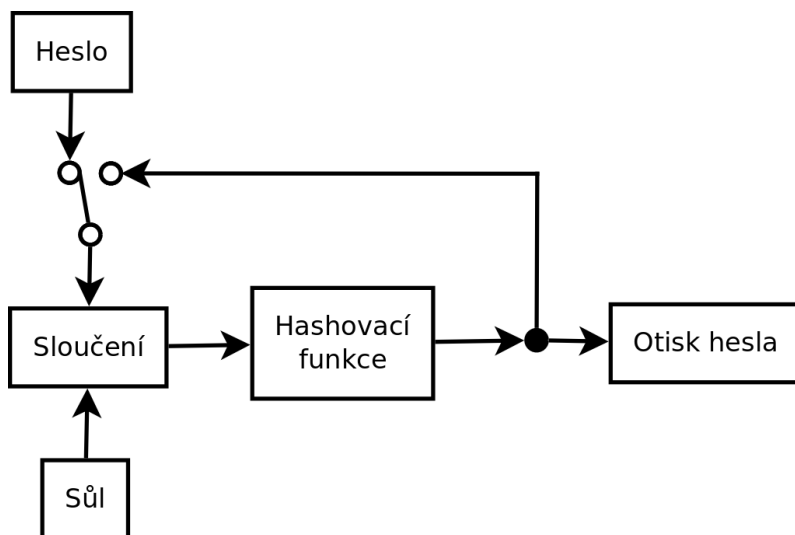 Heslo
Sloučení
Hashovací
funkce
Otisk hesla
Sůl